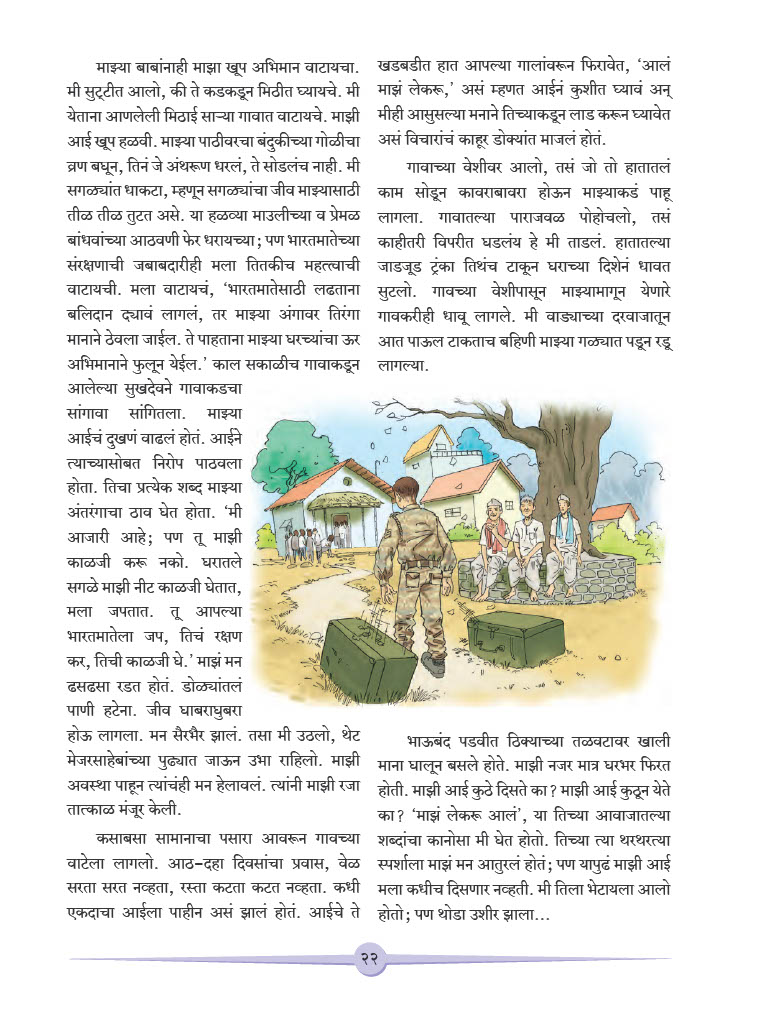 माझ्या बाबांनाही माझा खूप अभिमान वाटायचा.
मी सुट्टीत आलो, की ते कडकडून मिठीत घ्यायचे. मी
येताना आणलेली मिठाई साऱ्या गावात वाटायचे. माझी
आई खूप हळवी. माझ्या पाठीवरचा बंदुकीच्या गोळीचा
व्रण बघून, तिनं जे अंथरूण धरलं, ते सोडलंच नाही. मी
सगळ्यांत धाकटा, म्हणून सगळ्यांचा जीव माझ्यासाठी
तीळ तीळ तुटत असे. या हळव्या माउलीच्या व प्रेमळ
बांधवांच्या आठवणी फेर धरायच्या; पण भारतमातेच्या
संरक्षणाची जबाबदारीही मला तितकीच महत्त्वाची
वाटायची. मला वाटायचं, ‘भारतमातेसाठी लढताना
बलिदान द्यावं लागलं, तर माझ्या अंगावर तिरंगा
मानाने ठेवला जाईल. ते पाहताना माझ्या घरच्यांचा ऊर
अभिमानाने फुलून येईल.’ काल सकाळीच गावाकडून
आलेल्या सुखदेवने गावाकडचा
सांगावा सांगितला. माझ्या
आईचं दुखणं वाढलं होतं. आईने
त्याच्यासोबत निरोप पाठवला
होता. तिचा प्रत्येक शब्द माझ्या
अंतरंगाचा ठाव घेत होता. ‘मी
आजारी आहे; पण तू माझी
काळजी करू नको. घरातले
सगळे माझी नीट काळजी घेतात,
मला जपतात. तू आपल्या
भारतमातेला जप, तिचं रक्षण
कर, तिची काळजी घे.’ माझं मन
ढसढसा रडत होतं. डोळ्यांतलं
पाणी हटेना. जीव घाबराघुबरा
होऊ लागला. मन सैरभैर झालं. तसा मी उठलो, थेट
मेजरसाहेबांच्या पुढ्यात जाऊन उभा राहिलो. माझी
अवस्था पाहून त्यांचंही मन हेलावलं. त्यांनी माझी रजा
तात्काळ मंजूर केली.
कसाबसा सामानाचा पसारा आवरून गावच्या
वाटेला लागलो. आठ-दहा दिवसांचा प्रवास, वेळ
सरता सरत नव्हता, रस्ता कटता कटत नव्हता. कधी
एकदाचा आईला पाहीन असं झालं होतं. आईचे ते
खडबडीत हात आपल्या गालांवरून फिरावेत, ‘आलं
माझं लेकरू,’ असं म्हणत आईनं कुशीत घ्यावं अन्
मीही आसुसल्या मनाने तिच्याकडून लाड करून घ्यावेत
असं विचारांचं काहूर डोक्यांत माजलं होतं.
गावाच्या वेशीवर आलो, तसं जो तो हातातलं
काम सोडून कावराबावरा होऊन माझ्याकडं पाहू
लागला. गावातल्या पाराजवळ पोहोचलो, तसं
काहीतरी विपरीत घडलंय हे मी ताडलं. हातातल्या
जाडजूड ट्रंका तिथंच टाकून घराच्या दिशेनं धावत
सुटलो. गावच्या वेशीपासून माझ्यामागून येणारे
गावकरीही धावू लागले. मी वाड्याच्या दरवाजातून
आत पाऊल टाकताच बहिणी माझ्या गळ्यात पडून रडू
लागल्या.
भाऊबंद पडवीत ठिक्याच्या तळवटावर खाली
माना घालून बसले होते. माझी नजर मात्र घरभर फिरत
होती. माझी आई कुठे दिसते का? माझी आई कुठून येते
का? ‘माझं लेकरू आलं’, या तिच्या आवाजातल्या
शब्दांचा कानोसा मी घेत होतो. तिच्या त्या थरथरत्या
स्पर्शाला माझं मन आतुरलं होतं; पण यापुढं माझी आई
मला कधीच दिसणार नव्हती. मी तिला भेटायला आलो
होतो; पण थोडा उशीर झाला...
२२